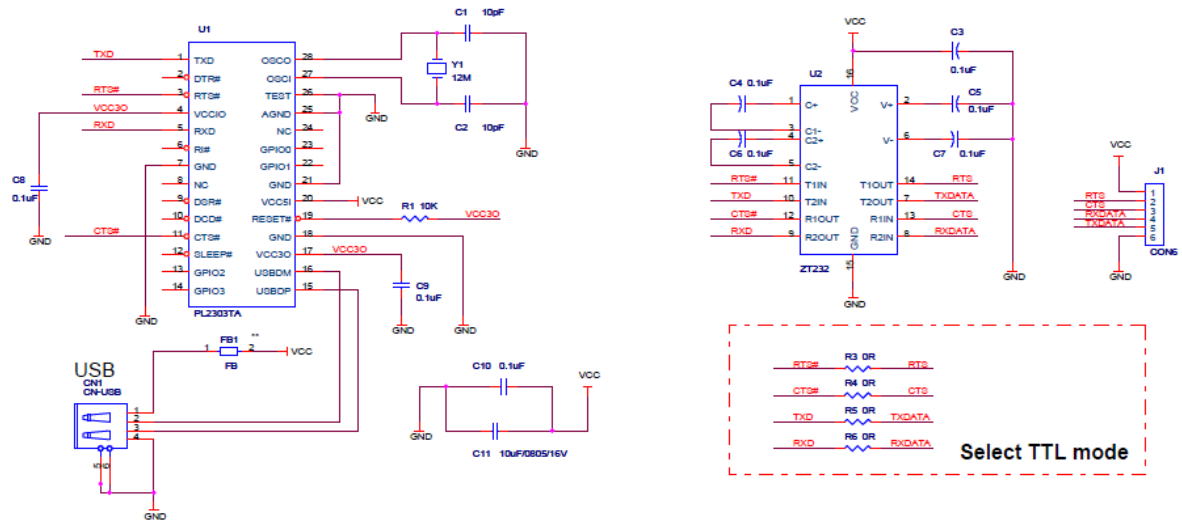 C1 10pF
Y1
12M
C2 10pF
GND
GND
U1
TXD 1 TXD OSCO 28
2 DTR# OSCI 27
RTS# 3 RTS# TEST 26
VCC3O 4 VCCIO AGND 25
RXD 5 RXD NC 24
6 RI# GPIO0 23
7 GND GPIO1 22
8 NC GND 21
9 DSR# VCC5I 20 VCC
10 DCD# RESET# 19 R1 10K VCC3O
CTS# 11 CTS# GND 18
12 SLEEP# VCC3O 17 VCC3O
13 GPIO2 USBDM 16
14 GPIO3 USBDP 15
PL2303TA
C8
0.1uF
GND
GND
C9
0.1uF
GND
GND
1 FB1 2 ** VCC
FB
USB
CN1
CN-USB
1
2
3
4
5 6
GND
C10 0.1uF
VCC
GND
C11 10uF/0805/16V
VCC
C3
0.1uF
U2
16
VCC
C4 0.1uF
1 C+ V+ 2
C5
0.1uF
3 C1-
4 C2+ V- 6
C6 0.1uF
C7 0.1uF
5 C2-
RTS# 11 T1IN T1OUT 14 RTS
TXD 10 T2IN T2OUT 7 TXDATA
CTS# 12 R1OUT R1IN 13 CTS
RXD 9 R2OUT R2IN 8 RXDATA
GND
15
ZT232
GND
GND
VCC
J1
1
RTS 2
CTS 3
RXDATA 4
TXDATA 5
6
CON6
GND
RTS# R3 0R RTS
CTS# R4 0R CTS
TXD R5 0R TXDATA
RXD R6 0R RXDATA
Select TTL mode